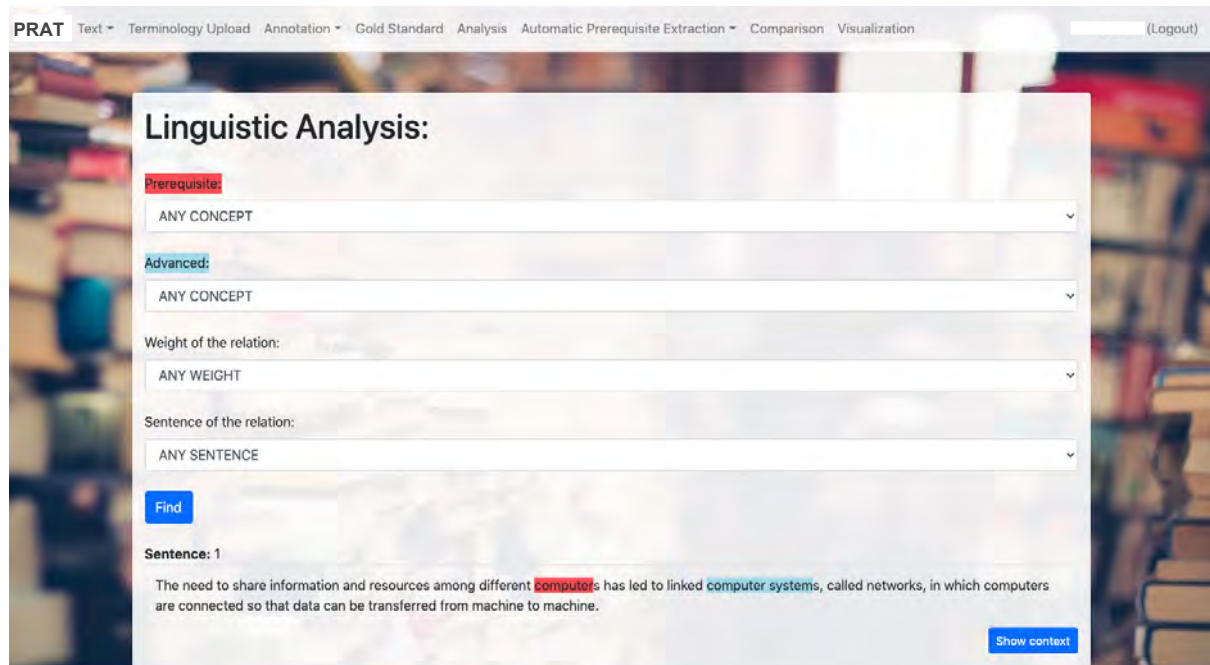 PRAT Text Terminology Upload Annotation Gold Standard Analysis Automatic Prerequisite Extraction Comparison Visualization (Logout)
Linguistic Analysis:
Prerequisite:
ANY CONCEPT
Advanced:
ANY CONCEPT
Weight of the relation:
ANY WEIGHT
Sentence of the relation:
ANY SENTENCE
Find
Sentence: 1
The need to share information and resources among different computers has led to linked computer systems, called networks, in which computers
are connected so that data can be transferred from machine to machine.
Show context